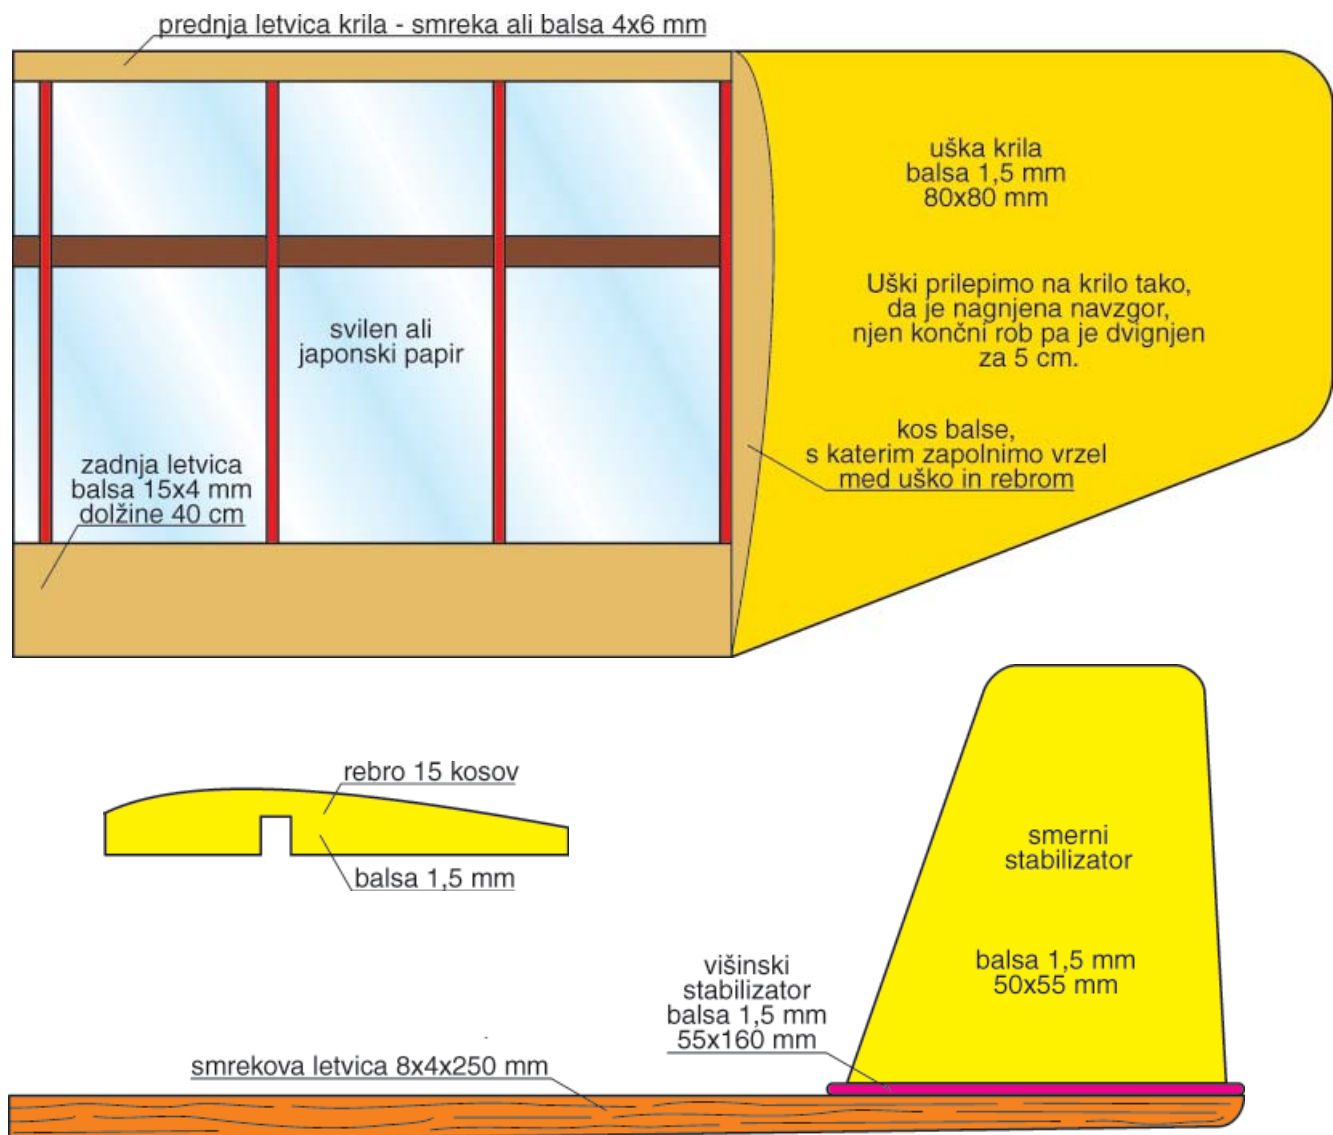 prednja letvica krila - smreka ali balsa 4x6 mm
uška krila
balsa 1,5 mm
80x80 mm
Uški prilepimo na krilo tako,
da je nagnjena navzgor,
njen končni rob pa je dvignjen
za 5 cm.
svilen ali
japonski papir
kos balse,
s katerim zapolnimo vrzel
med uško in rebrom
zadnja letvica
balsa 15x4 mm
dolžine 40 cm
rebro 15 kosov
balsa 1,5 mm
smerni
stabilizator
balsa 1,5 mm
50x55 mm
višinski
stabilizator
balsa 1,5 mm
55x160 mm
smrekova letvica 8x4x250 mm